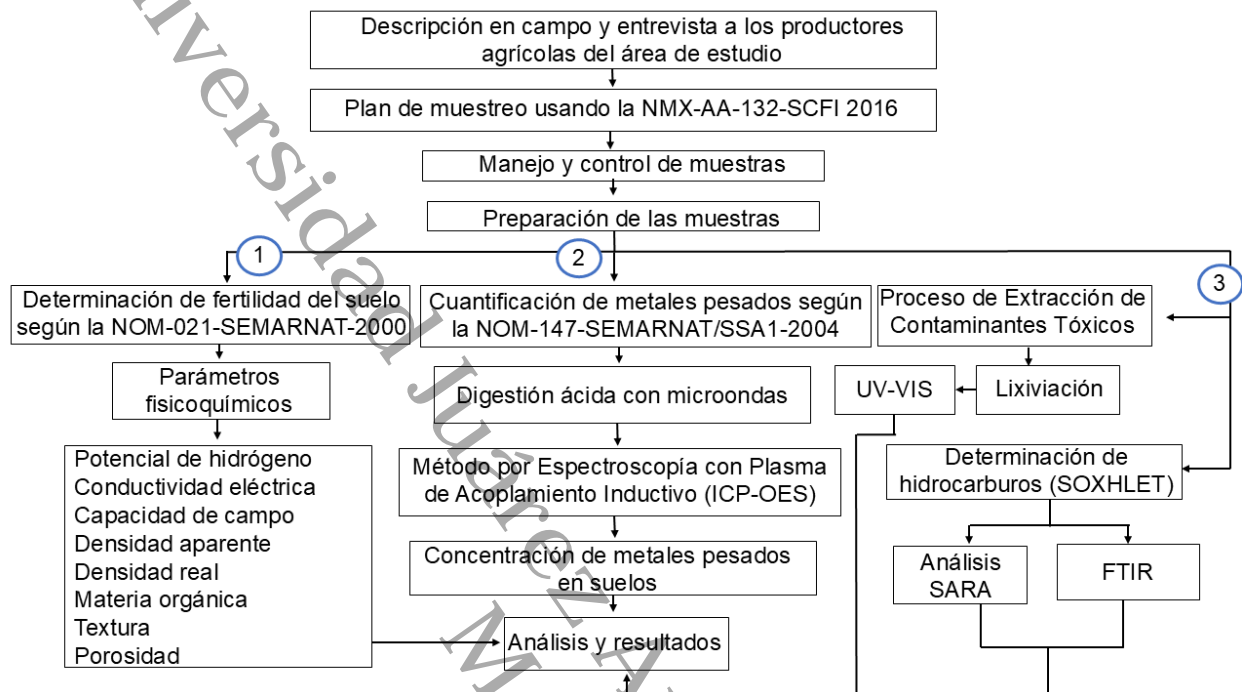 Descripción en campo y entrevista a los productores
agrícolas del área de estudio
Plan de muestreo usando la NMX-AA-132-SCFI 2016
Manejo y control de muestras
Preparación de las muestras
1
2
3
Determinación de fertilidad del suelo
según la NOM-021-SEMARNAT-2000
Parámetros
fisicoquímicos
Potencial de hidrógeno
Conductividad eléctrica
Capacidad de campo
Densidad aparente
Densidad real
Materia orgánica
Textura
Porosidad
Cuantificación de metales pesados según
la NOM-147-SEMARNAT/SSA1-2004
Digestión ácida con microondas
Método por Espectroscopía con Plasma
de Acoplamiento Inductivo (ICP-OES)
Concentración de metales pesados
en suelos
Análisis y resultados
Proceso de Extracción de
Contaminantes Tóxicos
Lixiviación
UV-VIS
Determinación de
hidrocarburos (SOXHLET)
Análisis
SARA
FTIR
Juárez